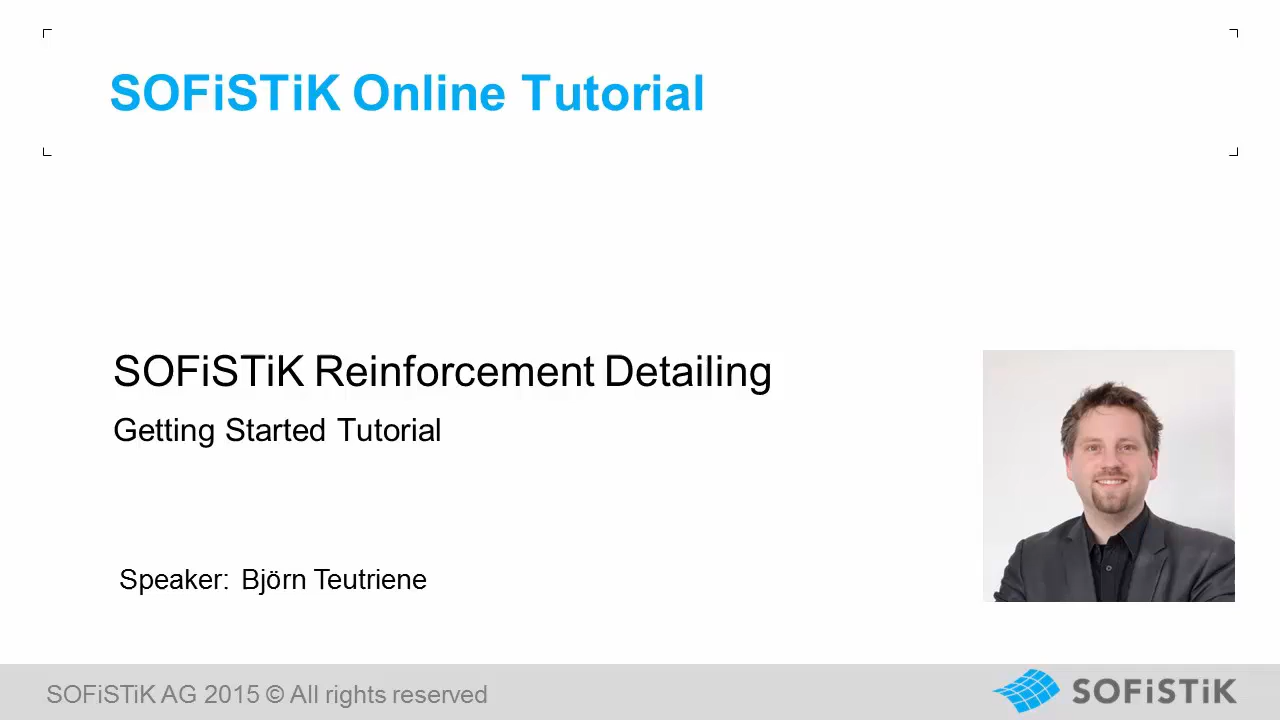 SOFiSTiK Online Tutorial
SOFiSTiK Reinforcement Detailing
Getting Started Tutorial
Speaker: Björn Teutriene
SOFiSTiK AG 2015 © All rights reserved
SOFiSTiK